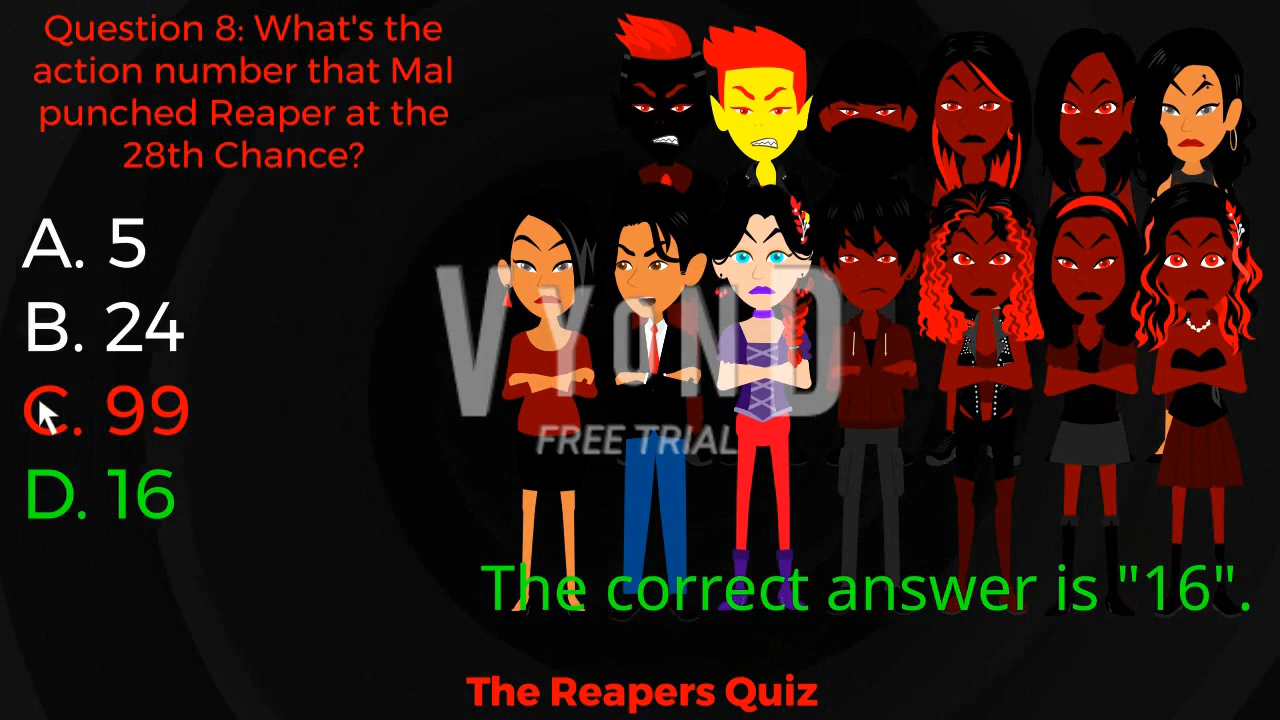 Question 8: What's the
action number that Mal
punched Reaper at the
28th Chance?
A. 5
B. 24
C. 99
D. 16
VYOND
FREE TRIAL
The correct answer is "16".
The Reapers Quiz